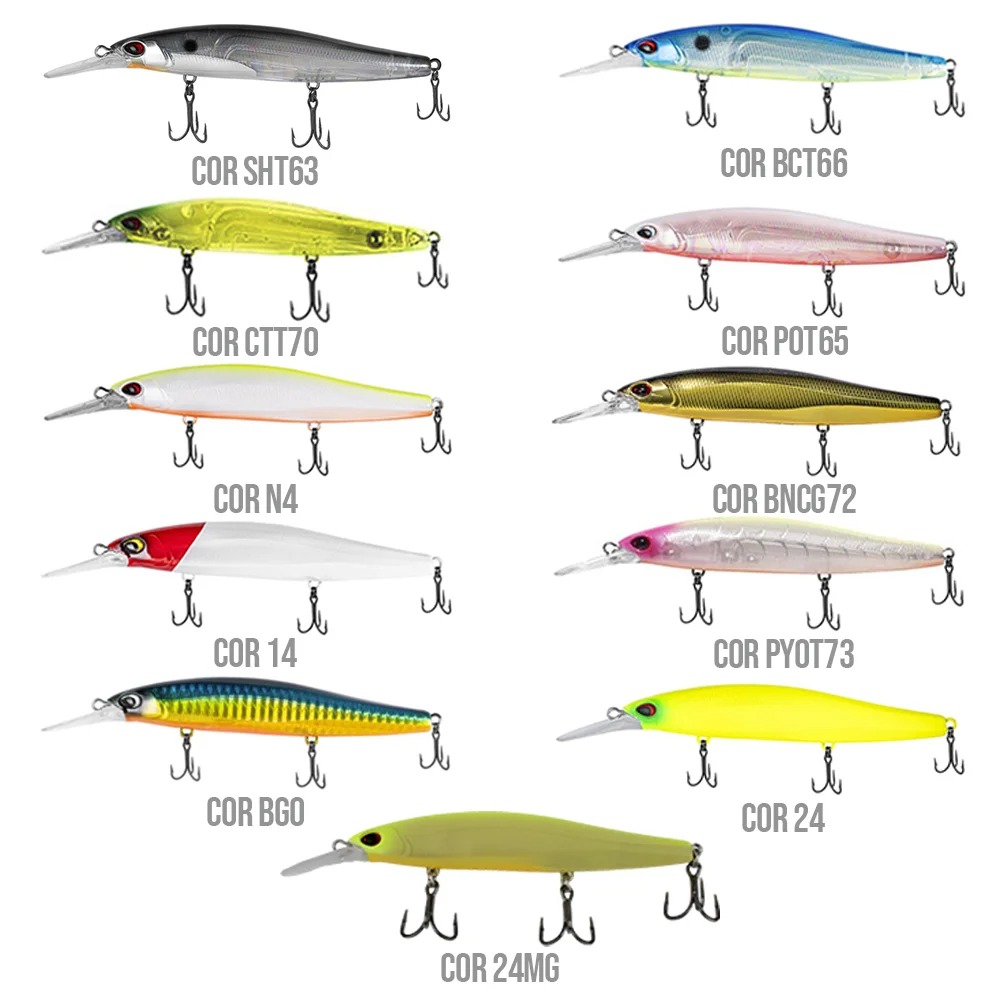 COR SHT63
COR BCT66
COR CTT70
COR POT65
COR N4
COR BNCG72
COR 14
COR PYOT73
COR BGO
COR 24
COR 24MG